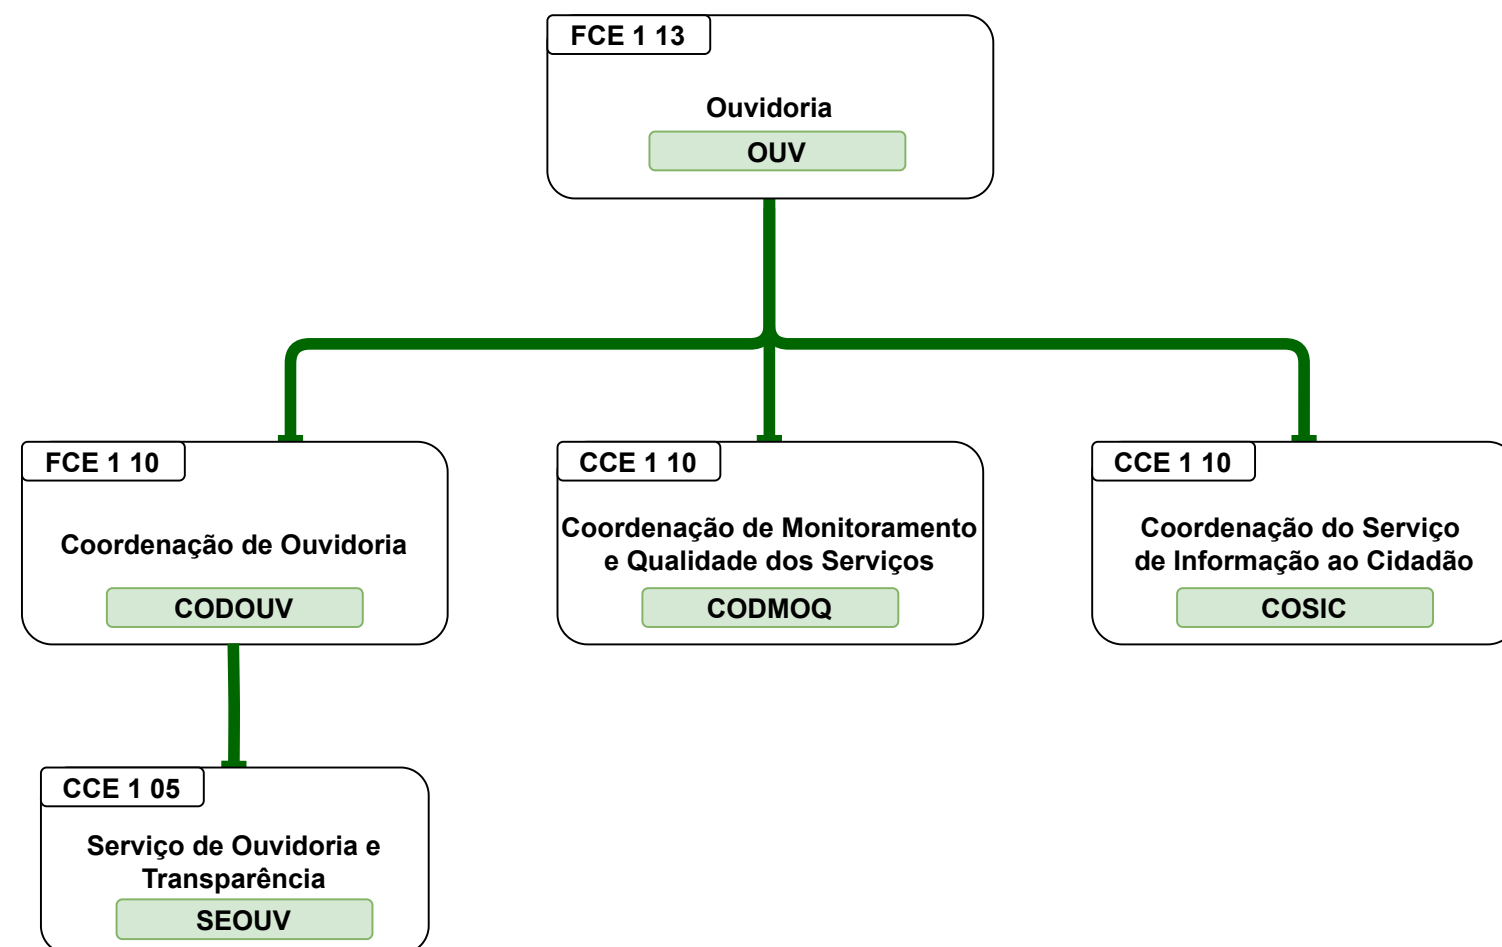 FCE 1 13
Ouvidoria
OUV
FCE 1 10
Coordenação de Ouvidoria
CODOUV
CCE 1 10
Coordenação de Monitoramento
e Qualidade dos Serviços
CODMOQ
CCE 1 10
Coordenação do Serviço
de Informação ao Cidadão
COSIC
CCE 1 05
Serviço de Ouvidoria e
Transparência
SEOUV